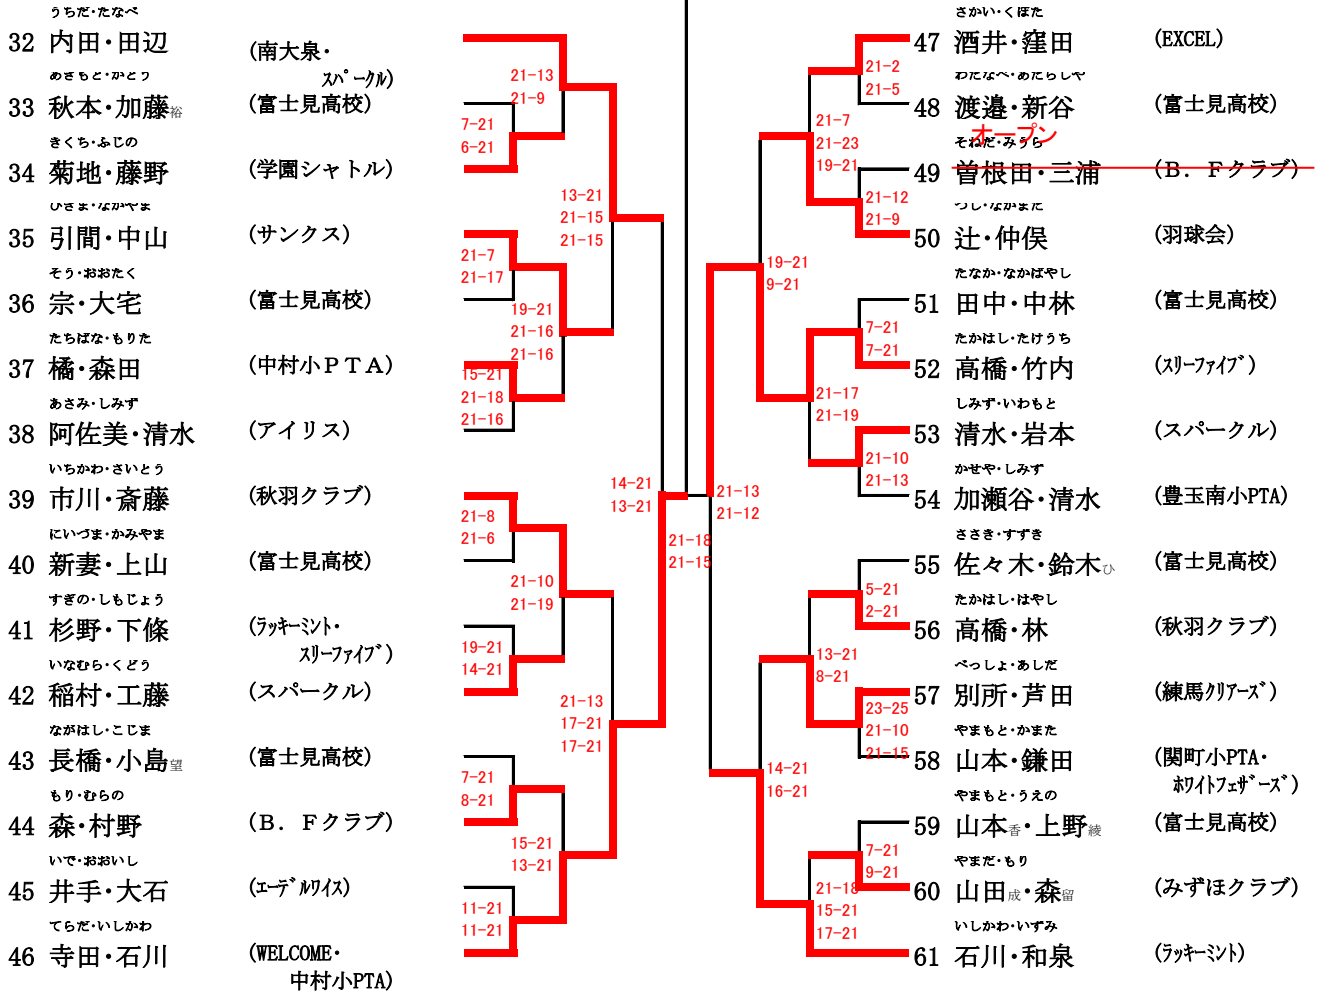 うちだ・たなべ
32 内田・田辺 (南大泉・
スパークル)
あきもと・かとう
33 秋本・加藤裕 (富士見高校)
きくち・ふじの
34 菊地・藤野 (学園シャトル)
ひきま・なかやま
35 引間・中山 (サンクス)
そう・おおたく
36 宗・大宅 (富士見高校)
たちばな・もりた
37 橘・森田 (中村小PTA)
あさみ・しみず
38 阿佐美・清水 (アイリス)
いちかわ・さいとう
39 市川・斎藤 (秋羽クラブ)
にいづま・かみやま
40 新妻・上山 (富士見高校)
すぎの・しもじょう
41 杉野・下條 (ラッキーミント・
スリーファイブ)
いなむら・くどう
42 稲村・工藤 (スパークル)
ながはし・こじま
43 長橋・小島望 (富士見高校)
もり・むらの
44 森・村野 (B.Fクラブ)
いで・おおいし
45 井手・大石 (エーデルワイス)
てらだ・いしかわ
46 寺田・石川 (WELCOME・
中村小PTA)
21-13
21-9
7-21
6-21
13-21
21-15
21-15
21-7
21-17
19-21
21-16
21-16
15-21
21-18
21-16
14-21
13-21
21-8
21-6
21-10
21-19
19-21
14-21
21-13
17-21
17-21
7-21
8-21
15-21
13-21
11-21
11-21
21-18
21-15
21-2
21-5
21-7
21-23
19-21
21-12
21-9
19-21
9-21
7-21
7-21
21-17
21-19
21-10
21-13
21-13
21-12
5-21
2-21
13-21
8-21
23-25
21-10
21-15
14-21
16-21
7-21
9-21
21-18
15-21
17-21
さかい・くぼた
47 酒井・窪田 (EXCEL)
わたなべ・あたらしや
48 渡邉・新谷 (富士見高校)
オープン
そねだ・みうら
49 曽根田・三浦 (B.Fクラブ)
つじ・なかまた
50 辻・仲俣 (羽球会)
たなか・なかばやし
51 田中・中林 (富士見高校)
たかはし・たけうち
52 高橋・竹内 (スリーファイブ)
しみず・いわもと
53 清水・岩本 (スパークル)
かせや・しみず
54 加瀬谷・清水 (豊玉南小PTA)
ささき・すずき
55 佐々木・鈴木ひ (富士見高校)
たかはし・はやし
56 高橋・林 (秋羽クラブ)
べっしょ・あしだ
57 別所・芦田 (練馬クリアーズ)
やまもと・かまた
58 山本・鎌田 (関町小PTA・
ホワイトフェザーズ)
やまもと・うえの
59 山本香・上野綾 (富士見高校)
やまだ・もり
60 山田成・森留 (みずほクラブ)
いしかわ・いずみ
61 石川・和泉 (ラッキーミント)